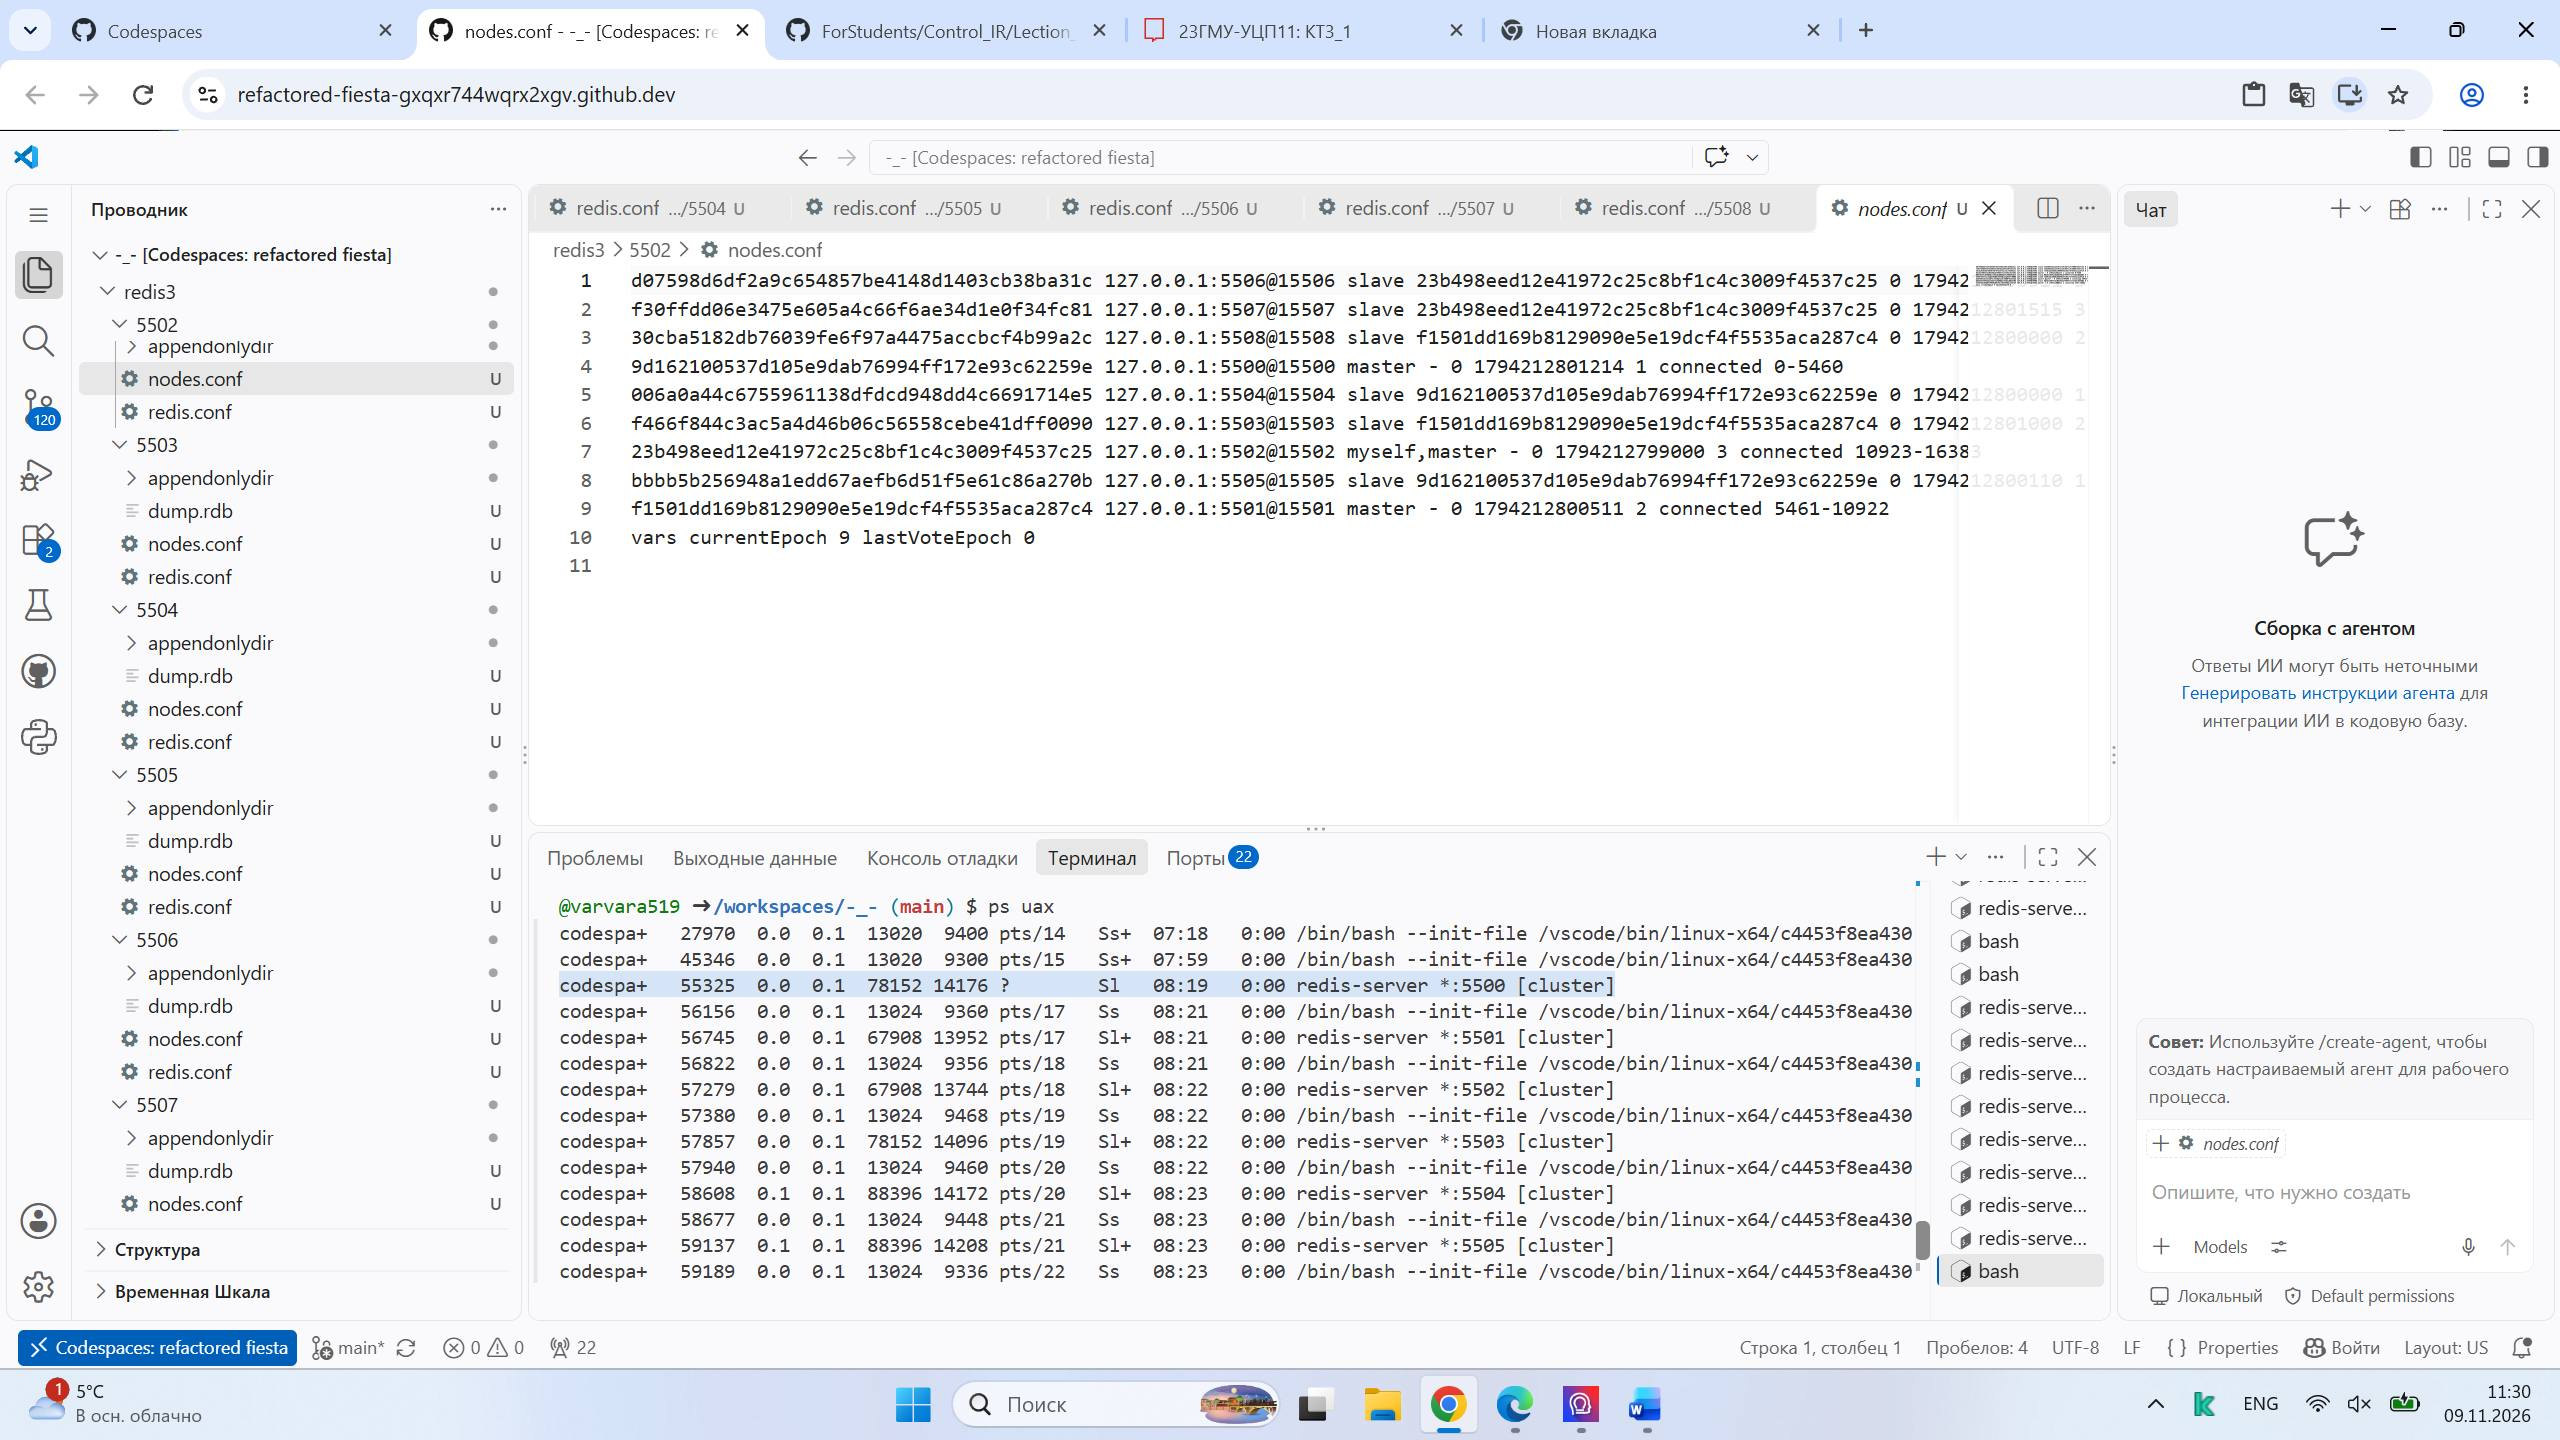 Codespaces
nodes.conf - -_- [Codespaces: re
ForStudents/Control_IR/Lection_
23ГМУ-УЦП11: КТ3_1
Новая вкладка
refactored-fiesta-gxqxr744wqrx2xgv.github.dev
-_- [Codespaces: refactored fiesta]
Проводник
-_- [Codespaces: refactored fiesta]
redis3
5502
appendonlydir
nodes.conf U
redis.conf U
5503
appendonlydir
dump.rdb U
nodes.conf U
redis.conf U
5504
appendonlydir
dump.rdb U
nodes.conf U
redis.conf U
5505
appendonlydir
dump.rdb U
nodes.conf U
redis.conf U
5506
appendonlydir
dump.rdb U
nodes.conf U
redis.conf U
5507
appendonlydir
dump.rdb U
nodes.conf U
Структура
Временная Шкала
120
2
redis.conf .../5504 U
redis.conf .../5505 U
redis.conf .../5506 U
redis.conf .../5507 U
redis.conf .../5508 U
nodes.conf U
redis3 > 5502 > nodes.conf
1 d07598d6df2a9c654857be4148d1403cb38ba31c 127.0.0.1:5506@15506 slave 23b498eed12e41972c25c8bf1c4c3009f4537c25 0 17942
2 f30ffdd06e3475e605a4c66f6ae34d1e0f34fc81 127.0.0.1:5507@15507 slave 23b498eed12e41972c25c8bf1c4c3009f4537c25 0 1794212801515 3
3 30cba5182db76039fe6f97a4475accbcf4b99a2c 127.0.0.1:5508@15508 slave f1501dd169b8129090e5e19dcf4f5535aca287c4 0 1794212800000 2
4 9d162100537d105e9dab76994ff172e93c62259e 127.0.0.1:5500@15500 master - 0 1794212801214 1 connected 0-5460
5 006a0a44c6755961138dfdcd948dd4c6691714e5 127.0.0.1:5504@15504 slave 9d162100537d105e9dab76994ff172e93c62259e 0 1794212800000 1
6 f466f844c3ac5a4d46b06c56558cebe41dff0090 127.0.0.1:5503@15503 slave f1501dd169b8129090e5e19dcf4f5535aca287c4 0 1794212801000 2
7 23b498eed12e41972c25c8bf1c4c3009f4537c25 127.0.0.1:5502@15502 myself,master - 0 1794212799000 3 connected 10923-16383
8 bbbb5b256948a1edd67aefb6d51f5e61c86a270b 127.0.0.1:5505@15505 slave 9d162100537d105e9dab76994ff172e93c62259e 0 1794212800110 1
9 f1501dd169b8129090e5e19dcf4f5535aca287c4 127.0.0.1:5501@15501 master - 0 1794212800511 2 connected 5461-10922
10 vars currentEpoch 9 lastVoteEpoch 0
11
Проблемы
Выходные данные
Консоль отладки
Терминал
Порты 22
@varvara519 ➜/workspaces/-_- (main) $ ps uax
codespa+ 27970 0.0 0.1 13020 9400 pts/14 Ss+ 07:18 0:00 /bin/bash --init-file /vscode/bin/linux-x64/c4453f8ea430
codespa+ 45346 0.0 0.1 13020 9300 pts/15 Ss+ 07:59 0:00 /bin/bash --init-file /vscode/bin/linux-x64/c4453f8ea430
codespa+ 55325 0.0 0.1 78152 14176 ? Sl 08:19 0:00 redis-server *:5500 [cluster]
codespa+ 56156 0.0 0.1 13024 9360 pts/17 Ss 08:21 0:00 /bin/bash --init-file /vscode/bin/linux-x64/c4453f8ea430
codespa+ 56745 0.0 0.1 67908 13952 pts/17 Sl+ 08:21 0:00 redis-server *:5501 [cluster]
codespa+ 56822 0.0 0.1 13024 9356 pts/18 Ss 08:21 0:00 /bin/bash --init-file /vscode/bin/linux-x64/c4453f8ea430
codespa+ 57279 0.0 0.1 67908 13744 pts/18 Sl+ 08:22 0:00 redis-server *:5502 [cluster]
codespa+ 57380 0.0 0.1 13024 9468 pts/19 Ss 08:22 0:00 /bin/bash --init-file /vscode/bin/linux-x64/c4453f8ea430
codespa+ 57857 0.0 0.1 78152 14096 pts/19 Sl+ 08:22 0:00 redis-server *:5503 [cluster]
codespa+ 57940 0.0 0.1 13024 9460 pts/20 Ss 08:22 0:00 /bin/bash --init-file /vscode/bin/linux-x64/c4453f8ea430
codespa+ 58608 0.1 0.1 88396 14172 pts/20 Sl+ 08:23 0:00 redis-server *:5504 [cluster]
codespa+ 58677 0.0 0.1 13024 9448 pts/21 Ss 08:23 0:00 /bin/bash --init-file /vscode/bin/linux-x64/c4453f8ea430
codespa+ 59137 0.1 0.1 88396 14208 pts/21 Sl+ 08:23 0:00 redis-server *:5505 [cluster]
codespa+ 59189 0.0 0.1 13024 9336 pts/22 Ss 08:23 0:00 /bin/bash --init-file /vscode/bin/linux-x64/c4453f8ea430
redis-serve...
bash
bash
redis-serve...
redis-serve...
redis-serve...
redis-serve...
redis-serve...
redis-serve...
redis-serve...
redis-serve...
bash
Чат
Сборка с агентом
Ответы ИИ могут быть неточными
Генерировать инструкции агента для
интеграции ИИ в кодовую базу.
Совет: Используйте /create-agent, чтобы
создать настраиваемый агент для рабочего
процесса.
nodes.conf
Опишите, что нужно создать
Models
Локальный
Default permissions
Codespaces: refactored fiesta
main*
0 0
22
Строка 1, столбец 1
Пробелов: 4
UTF-8
LF
{ } Properties
Войти
Layout: US
1
5°C
В осн. облачно
Поиск
ENG
11:30
09.11.2026